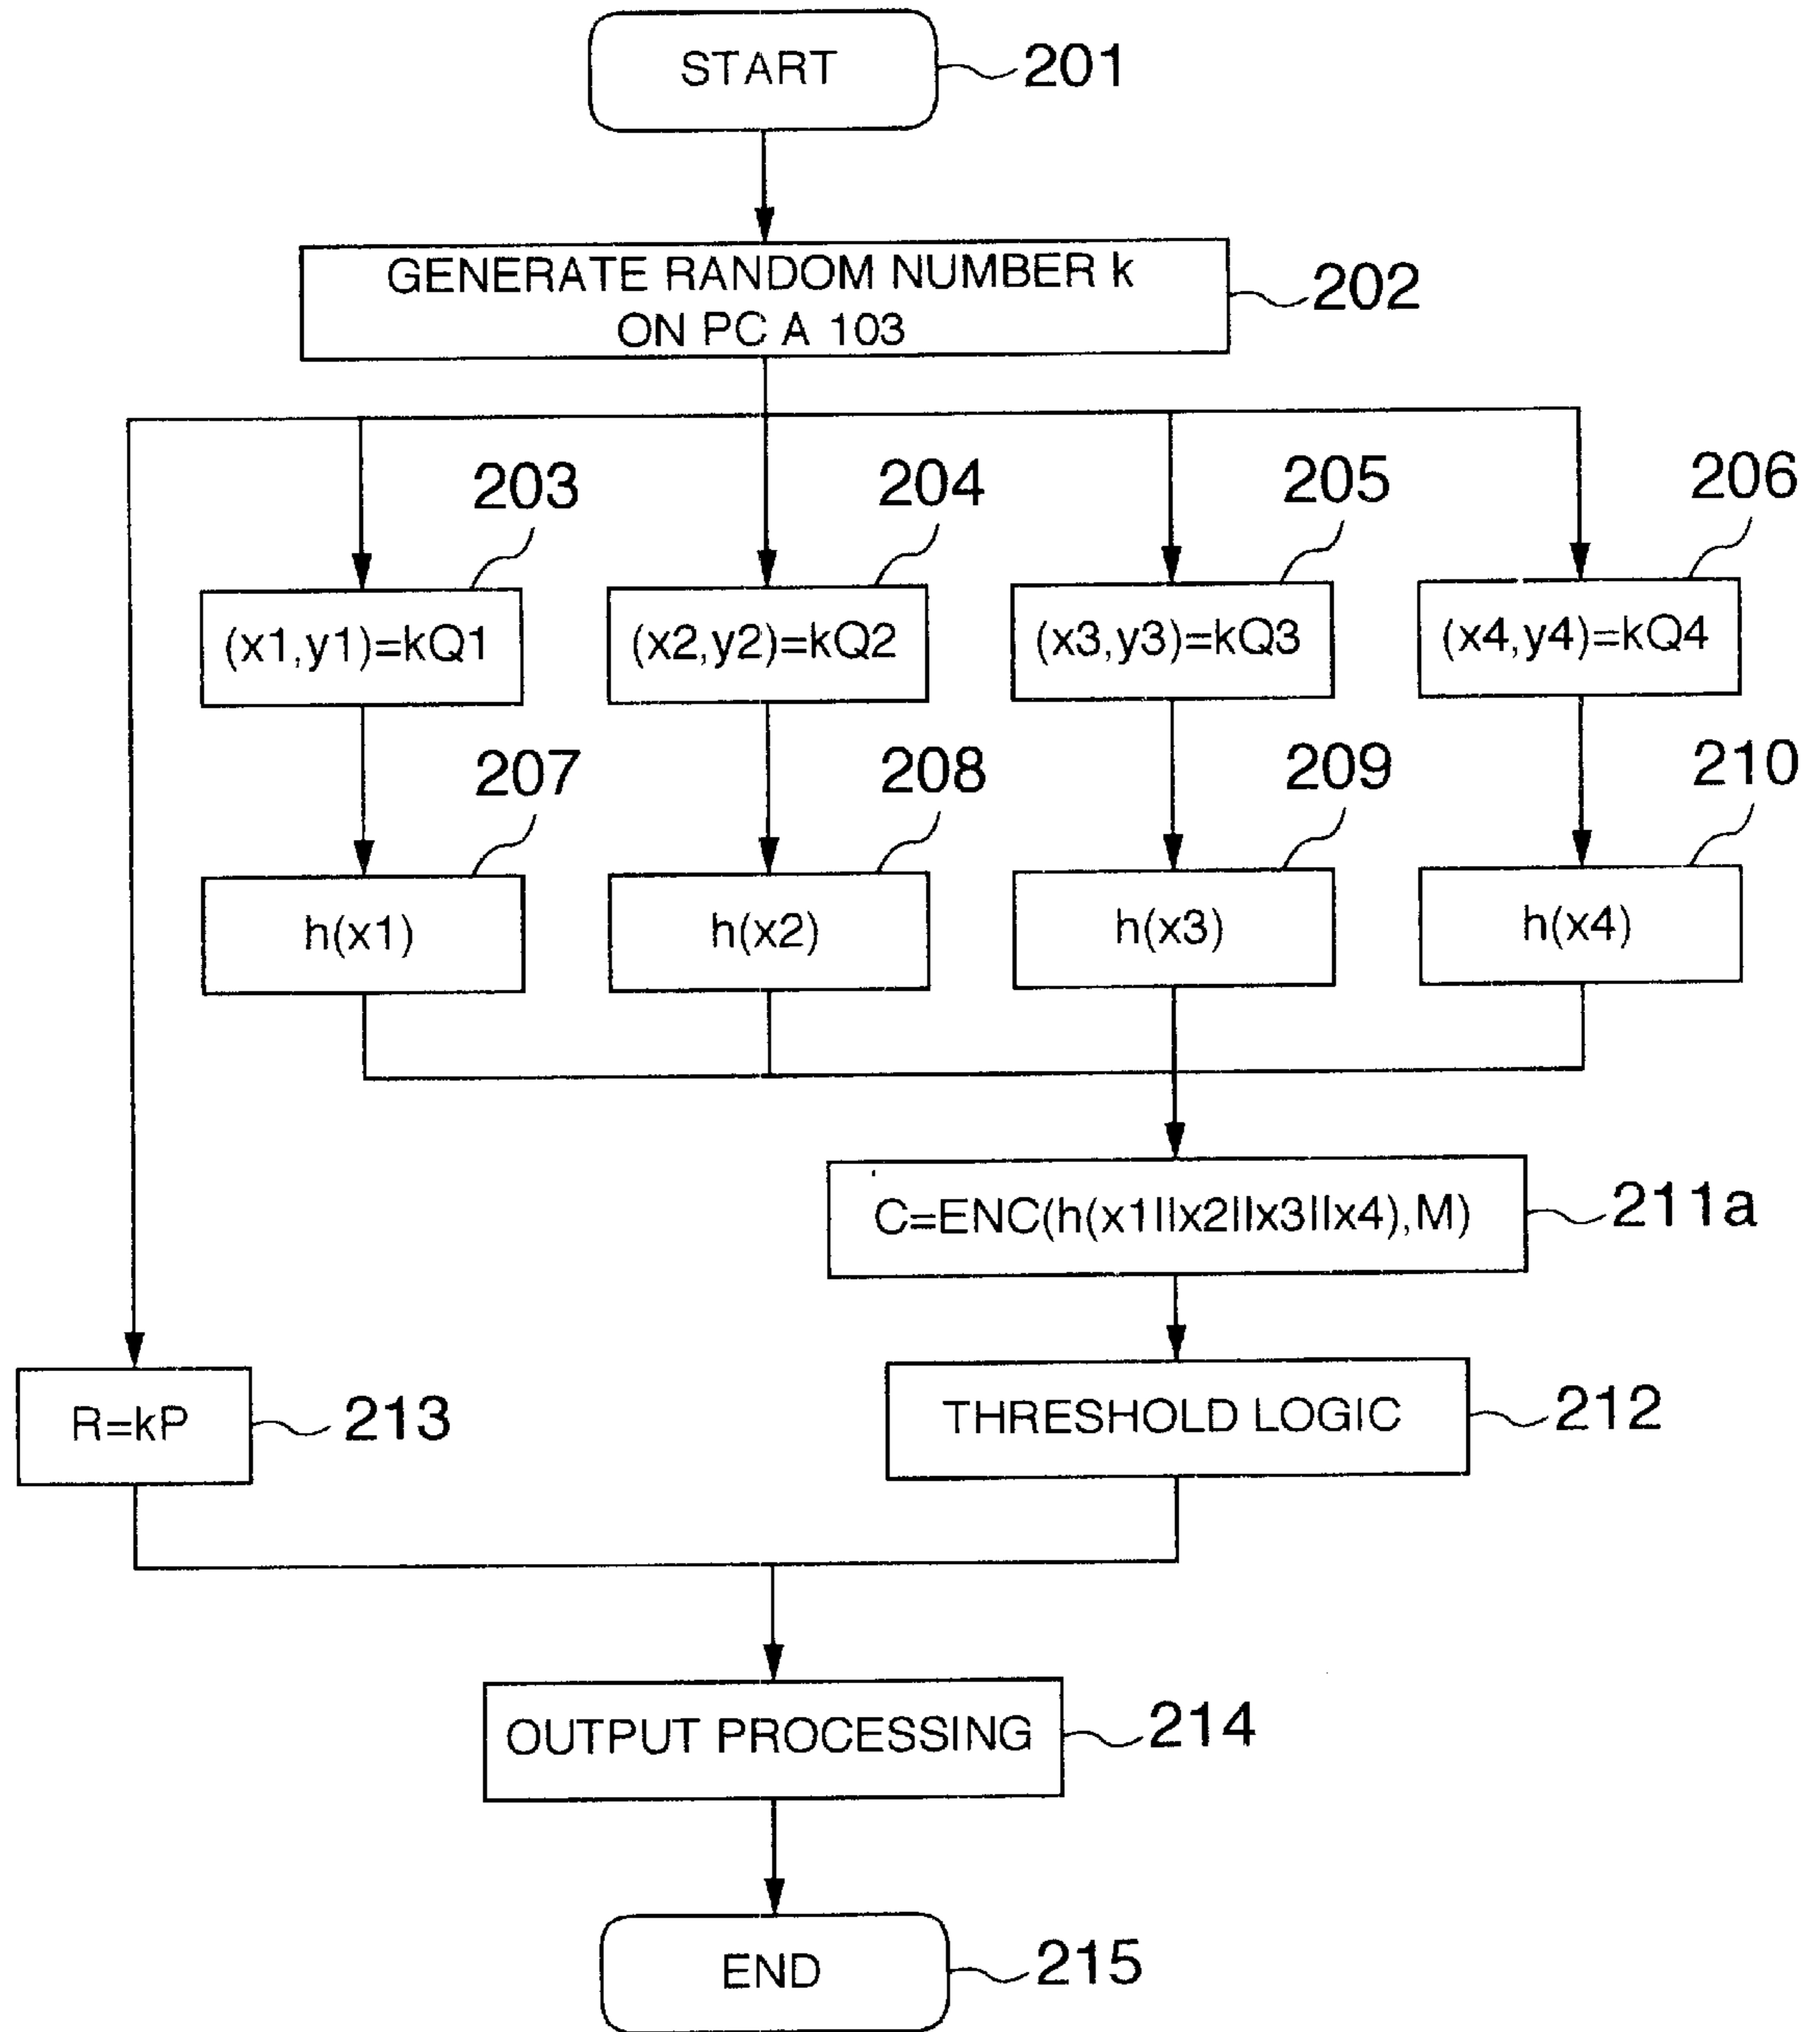 START
201
GENERATE RANDOM NUMBER k
ON PC A 103
202
203
204
205
206
(x1,y1)=kQ1
(x2,y2)=kQ2
(x3,y3)=kQ3
(x4,y4)=kQ4
207
208
209
210
h(x1)
h(x2)
h(x3)
h(x4)
C=ENC(h(x1||x2||x3||x4),M)
211a
R=kP
213
THRESHOLD LOGIC
212
OUTPUT PROCESSING
214
END
215